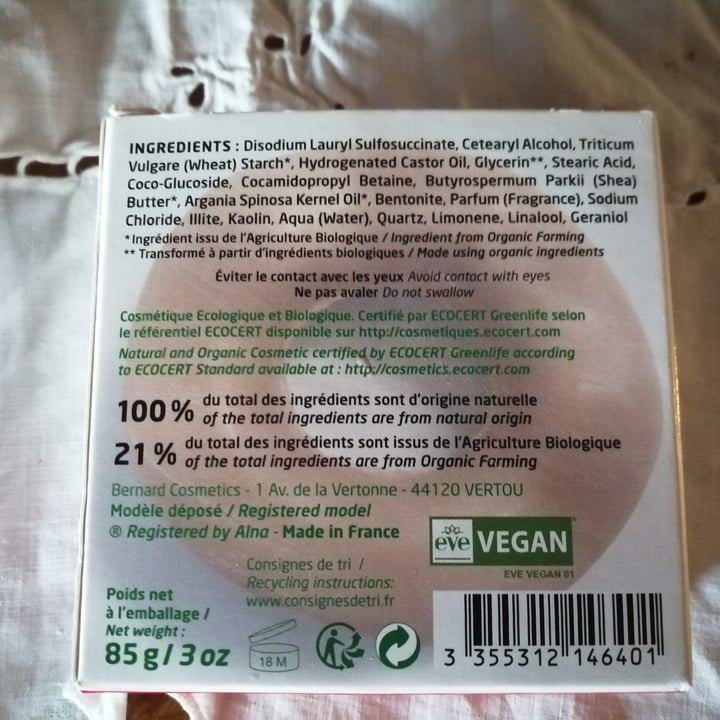 INGREDIENTS : Disodium Lauryl Sulfosuccinate, Cetearyl Alcohol, Triticum
Vulgare (Wheat) Starch*, Hydrogenated Castor Oil, Glycerin**, Stearic Acid,
Coco-Glucoside, Cocamidopropyl Betaine, Butyrospermum Parkii (Shea)
Butter*, Argania Spinosa Kernel Oil*, Bentonite, Parfum (Fragrance), Sodium
Chloride, Illite, Kaolin, Aqua (Water), Quartz, Limonene, Linalool, Geraniol
* Ingrédient issu de l'Agriculture Biologique / Ingredient from Organic Farming
** Transformé à partir d'ingrédients biologiques / Made using organic ingredients
Éviter le contact avec les yeux Avoid contact with eyes
Ne pas avaler Do not swallow
Cosmétique Ecologique et Biologique. Certifié par ECOCERT Greenlife selon
le référentiel ECOCERT disponible sur http://cosmetiques.ecocert.com
Natural and Organic Cosmetic certified by ECOCERT Greenlife according
to ECOCERT Standard available at : http://cosmetics.ecocert.com
100% du total des ingrédients sont d'origine naturelle
of the total ingredients are from natural origin
21% du total des ingrédients sont issus de l'Agriculture Biologique
of the total ingredients are from Organic Farming
Bernard Cosmetics - 1 Av. de la Vertonne - 44120 VERTOU
Modèle déposé / Registered model
® Registered by Alna - Made in France
eve VEGAN
EVE VEGAN 01
Consignes de tri /
Recycling instructions:
www.consignesdetri.fr
Poids net
à l'emballage /
Net weight :
85g/3oz
18 M
3 355312 146401